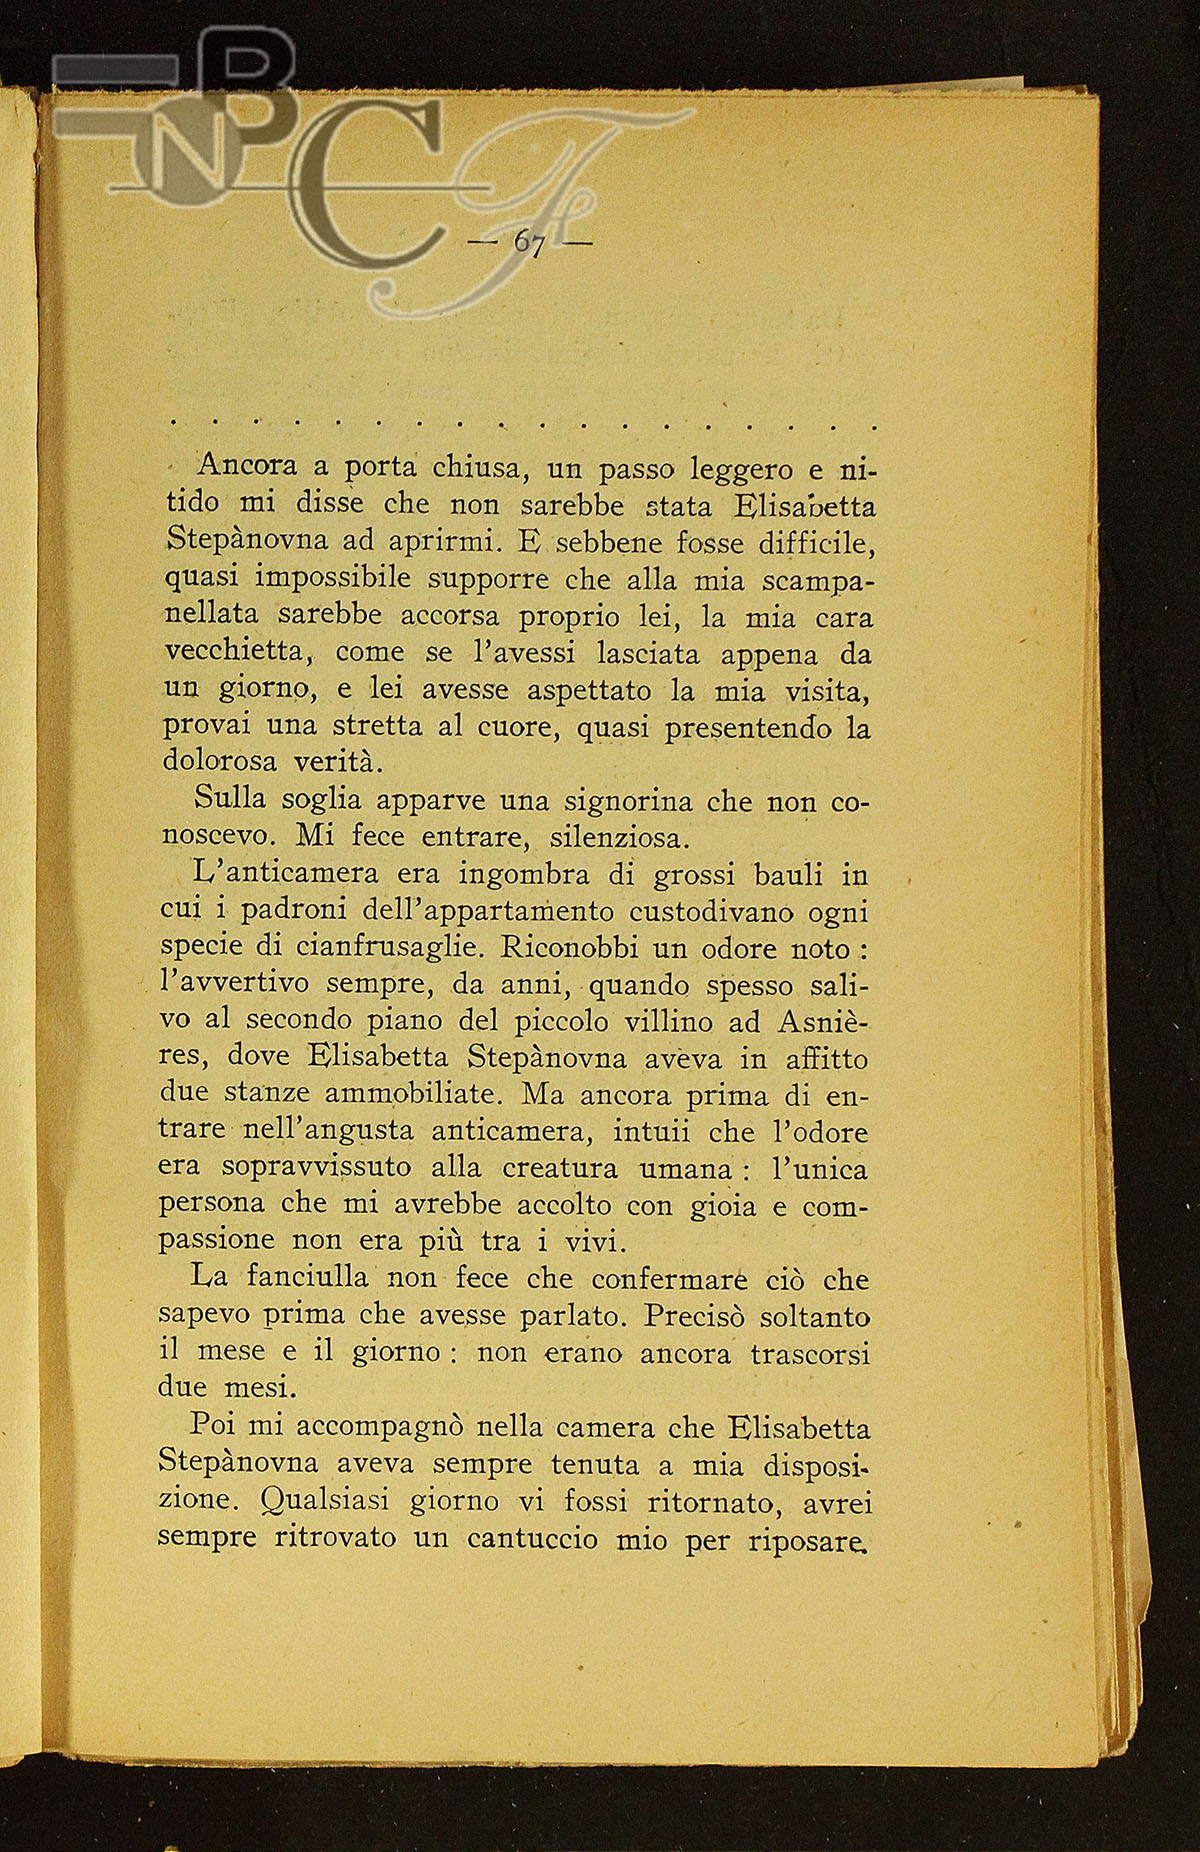 NBCF
— 67 —
. . . . . . . . . . . . . . . . . .
Ancora a porta chiusa, un passo leggero e ni-
tido mi disse che non sarebbe stata Elisabetta
Stepànovna ad aprirmi. E sebbene fosse difficile,
quasi impossibile supporre che alla mia scampa-
nellata sarebbe accorsa proprio lei, la mia cara
vecchietta, come se l'avessi lasciata appena da
un giorno, e lei avesse aspettato la mia visita,
provai una stretta al cuore, quasi presentendo la
dolorosa verità.
Sulla soglia apparve una signorina che non co-
noscevo. Mi fece entrare, silenziosa.
L'anticamera era ingombra di grossi bauli in
cui i padroni dell'appartamento custodivano ogni
specie di cianfrusaglie. Riconobbi un odore noto :
l'avvertivo sempre, da anni, quando spesso sali-
vo al secondo piano del piccolo villino ad Asniè-
res, dove Elisabetta Stepànovna aveva in affitto
due stanze ammobiliate. Ma ancora prima di en-
trare nell'angusta anticamera, intuii che l'odore
era sopravvissuto alla creatura umana : l'unica
persona che mi avrebbe accolto con gioia e com-
passione non era più tra i vivi.
La fanciulla non fece che confermare ciò che
sapevo prima che avesse parlato. Precisò soltanto
il mese e il giorno : non erano ancora trascorsi
due mesi.
Poi mi accompagnò nella camera che Elisabetta
Stepànovna aveva sempre tenuta a mia disposi-
zione. Qualsiasi giorno vi fossi ritornato, avrei
sempre ritrovato un cantuccio mio per riposare.